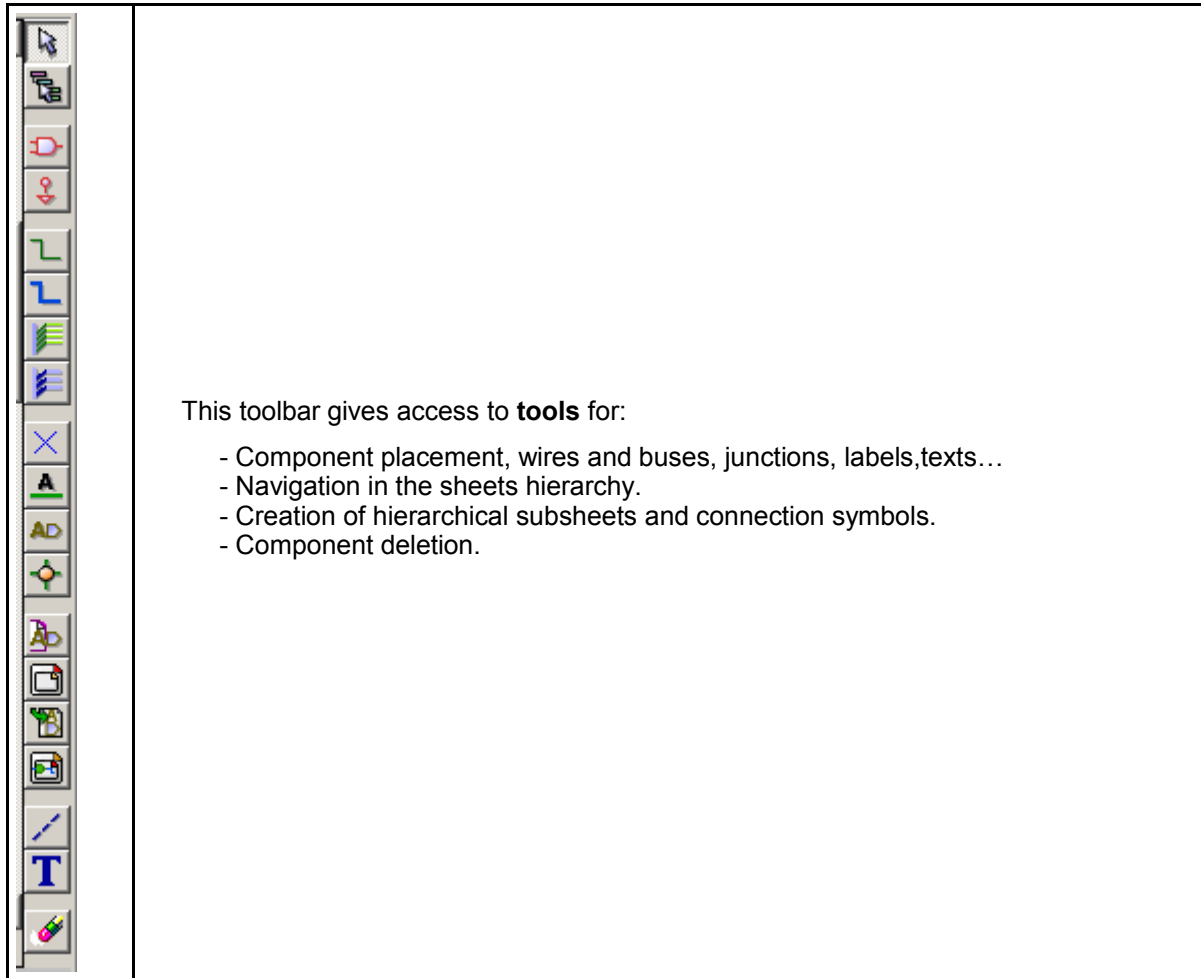 This toolbar gives access to tools for:
- Component placement, wires and buses, junctions, labels,texts…
- Navigation in the sheets hierarchy.
- Creation of hierarchical subsheets and connection symbols.
- Component deletion.
A
AD
A
T